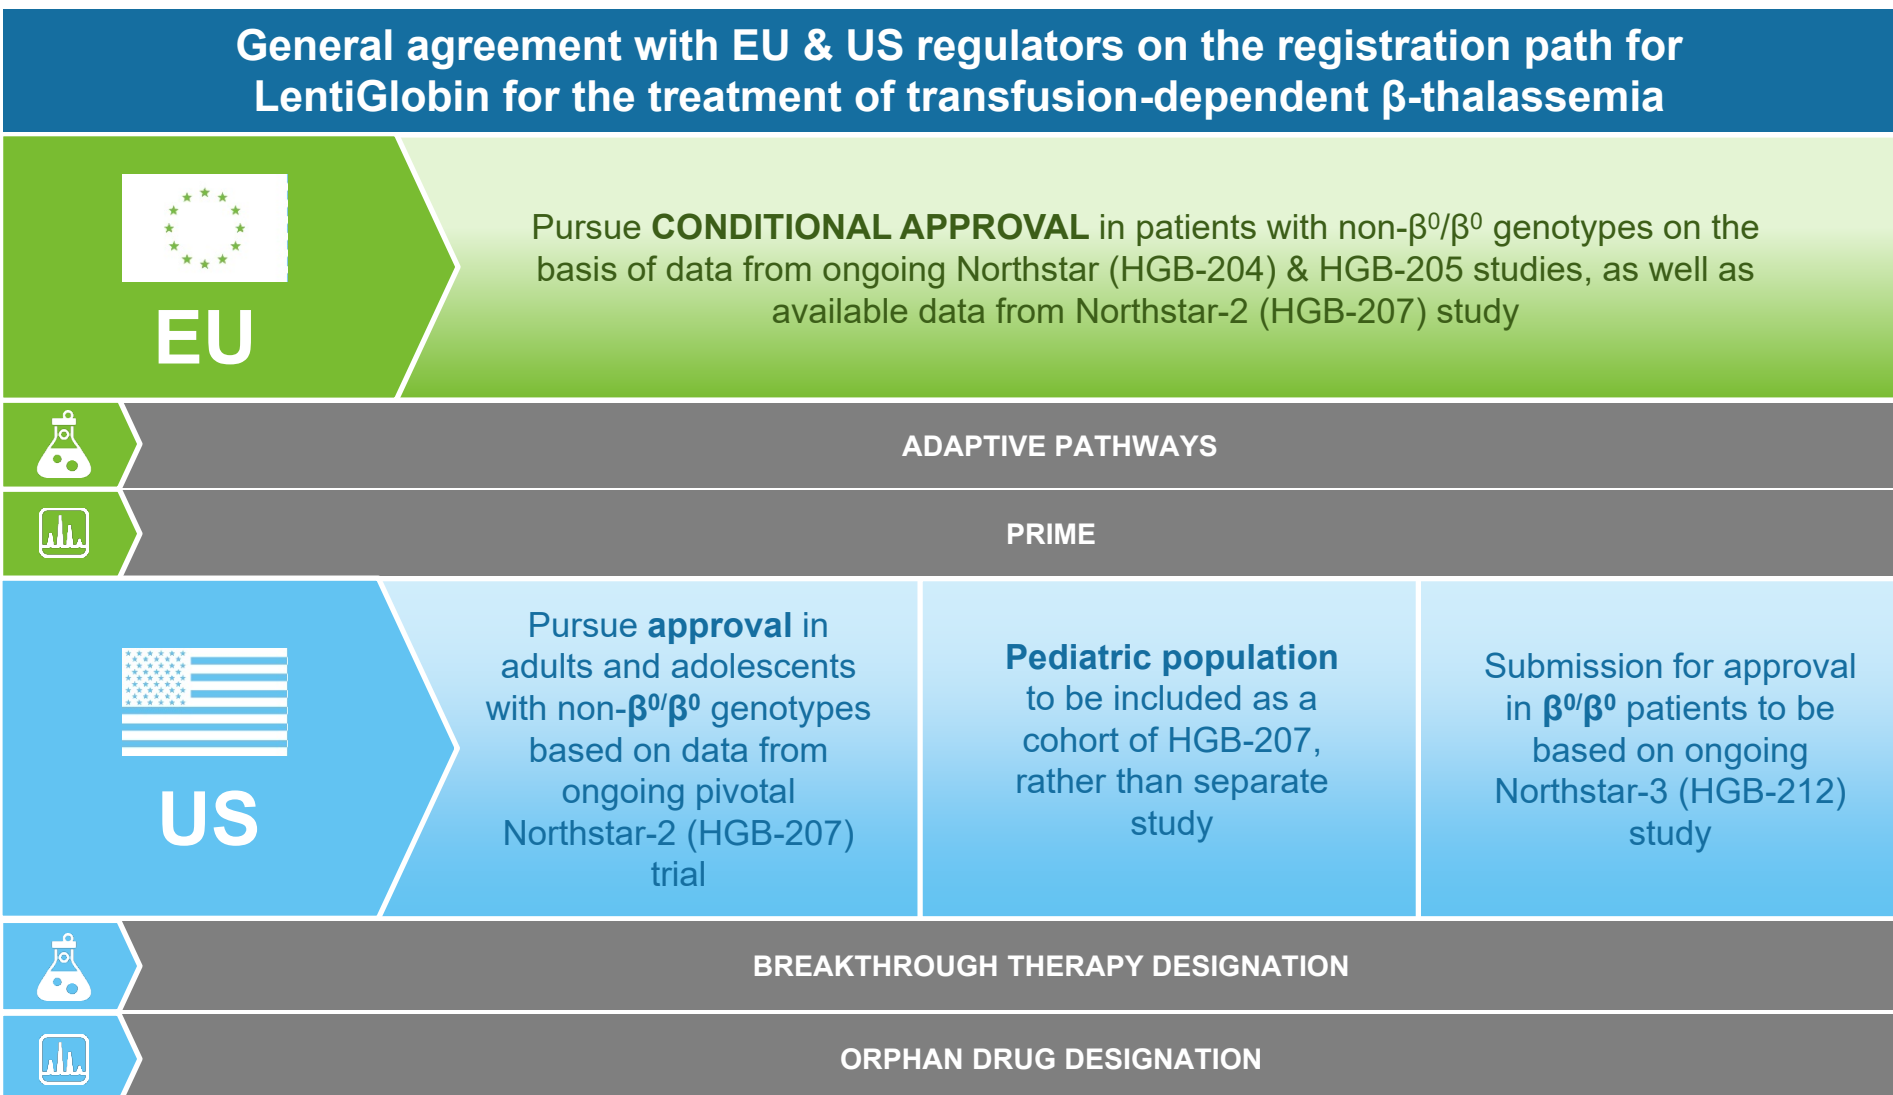 General agreement with EU & US regulators on the registration path for
LentiGlobin for the treatment of transfusion-dependent β-thalassemia
EU
Pursue CONDITIONAL APPROVAL in patients with non-β⁰/β⁰ genotypes on the
basis of data from ongoing Northstar (HGB-204) & HGB-205 studies, as well as
available data from Northstar-2 (HGB-207) study
ADAPTIVE PATHWAYS
PRIME
US
Pursue approval in
adults and adolescents
with non-β⁰/β⁰ genotypes
based on data from
ongoing pivotal
Northstar-2 (HGB-207)
trial
Pediatric population
to be included as a
cohort of HGB-207,
rather than separate
study
Submission for approval
in β⁰/β⁰ patients to be
based on ongoing
Northstar-3 (HGB-212)
study
BREAKTHROUGH THERAPY DESIGNATION
ORPHAN DRUG DESIGNATION